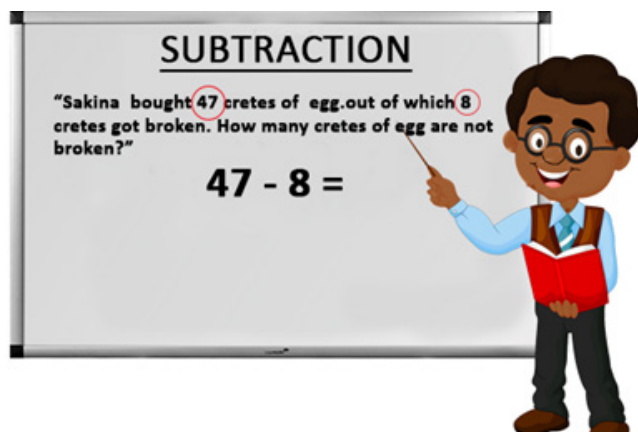 SUBTRACTION
“Sakina bought 47 cretes of egg.out of which 8
cretes got broken. How many cretes of egg are not
broken?”
47 - 8 =